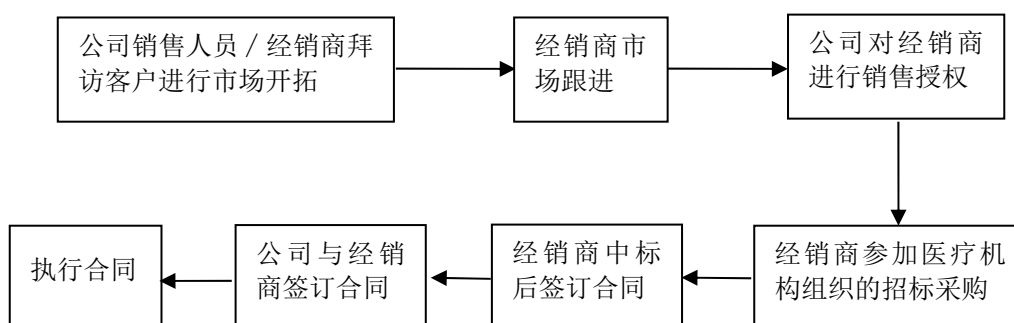 公司销售人员／经销商拜
访客户进行市场开拓
经销商市
场跟进
公司对经销商
进行销售授权
经销商参加医疗机
构组织的招标采购
经销商中标
后签订合同
公司与经销
商签订合同
执行合同